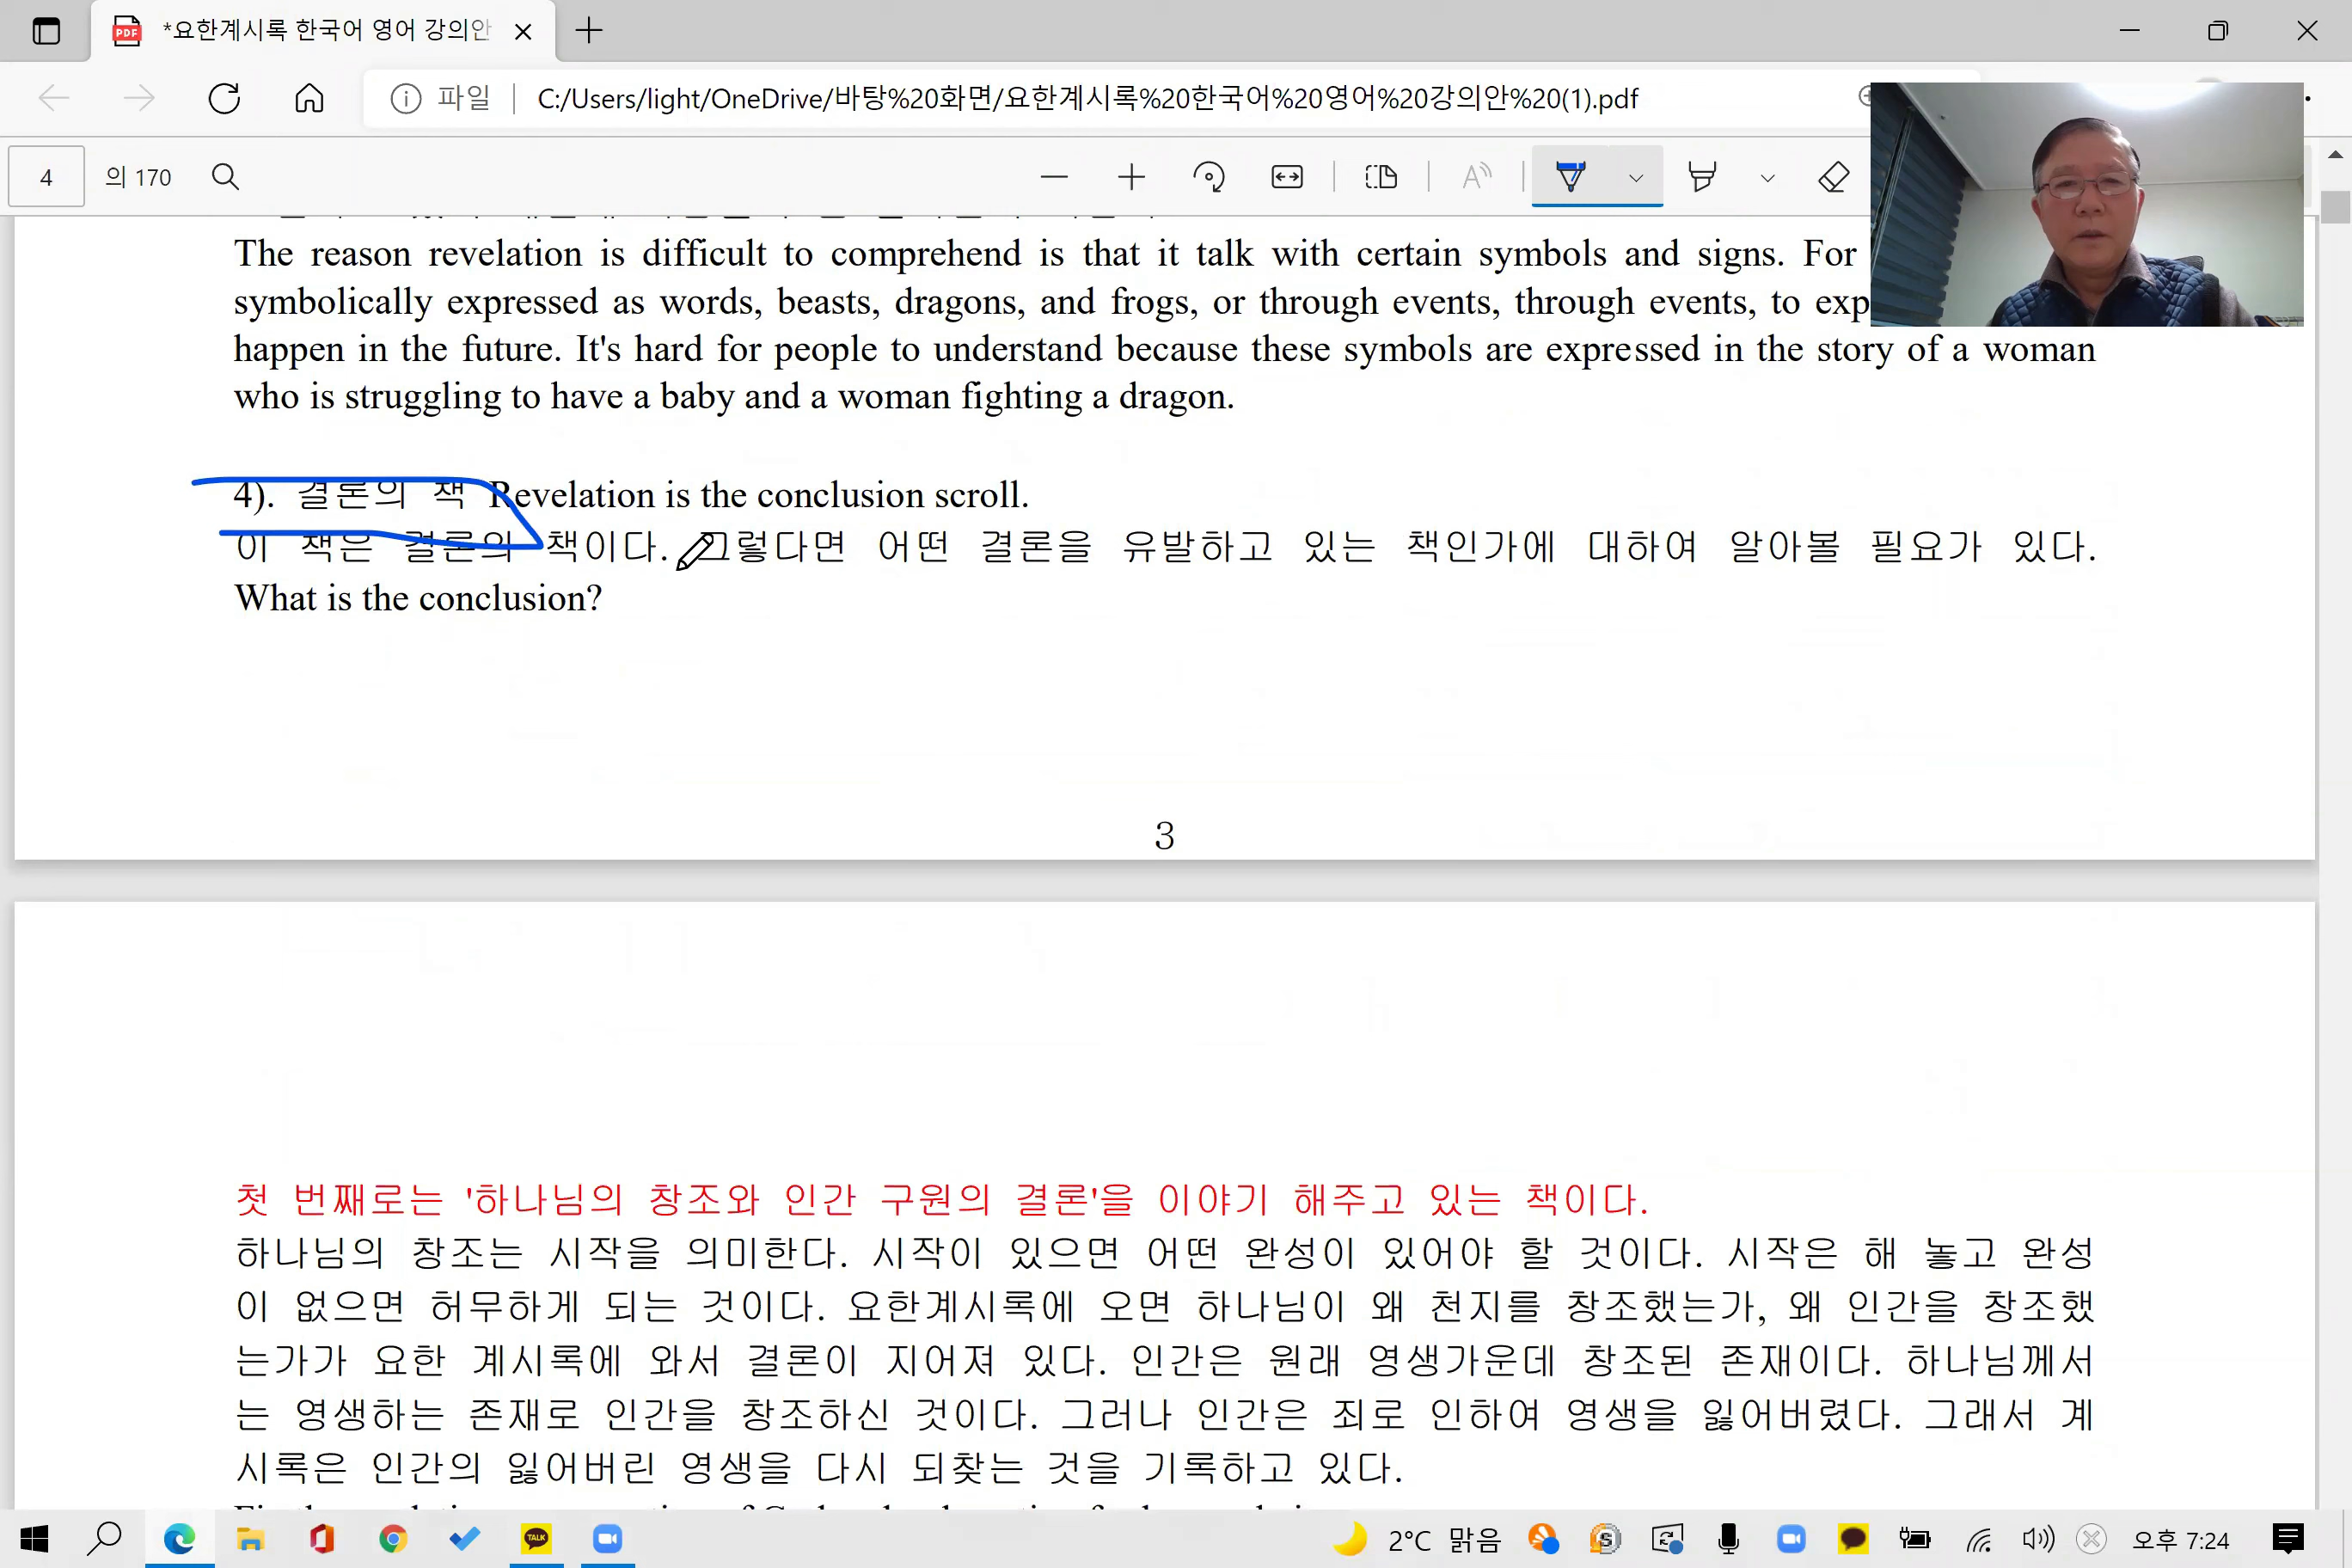 *요한계시록 한국어 영어 강의안
파일 C:/Users/light/OneDrive/바탕%20화면/요한계시록%20한국어%20영어%20강의안%20(1).pdf
4 의 170
The reason revelation is difficult to comprehend is that it talk with certain symbols and signs. For
symbolically expressed as words, beasts, dragons, and frogs, or through events, through events, to exp
happen in the future. It's hard for people to understand because these symbols are expressed in the story of a woman
who is struggling to have a baby and a woman fighting a dragon.
4). 결론의 책 Revelation is the conclusion scroll.
이 책은 결론의 책이다. 그렇다면 어떤 결론을 유발하고 있는 책인가에 대하여 알아볼 필요가 있다.
What is the conclusion?
3
첫 번째로는 '하나님의 창조와 인간 구원의 결론'을 이야기 해주고 있는 책이다.
하나님의 창조는 시작을 의미한다. 시작이 있으면 어떤 완성이 있어야 할 것이다. 시작은 해 놓고 완성
이 없으면 허무하게 되는 것이다. 요한계시록에 오면 하나님이 왜 천지를 창조했는가, 왜 인간을 창조했
는가가 요한 계시록에 와서 결론이 지어져 있다. 인간은 원래 영생가운데 창조된 존재이다. 하나님께서
는 영생하는 존재로 인간을 창조하신 것이다. 그러나 인간은 죄로 인하여 영생을 잃어버렸다. 그래서 계
시록은 인간의 잃어버린 영생을 다시 되찾는 것을 기록하고 있다.
TALK 2°C 맑음 오후 7:24